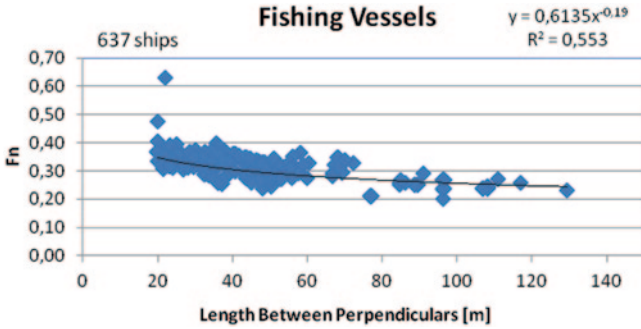 Fishing Vessels
y = 0,6135x^-0,19
R² = 0,553
637 ships
0,70
0,60
0,50
0,40
0,30
0,20
0,10
0,00
Fn
0 20 40 60 80 100 120 140
Length Between Perpendiculars [m]